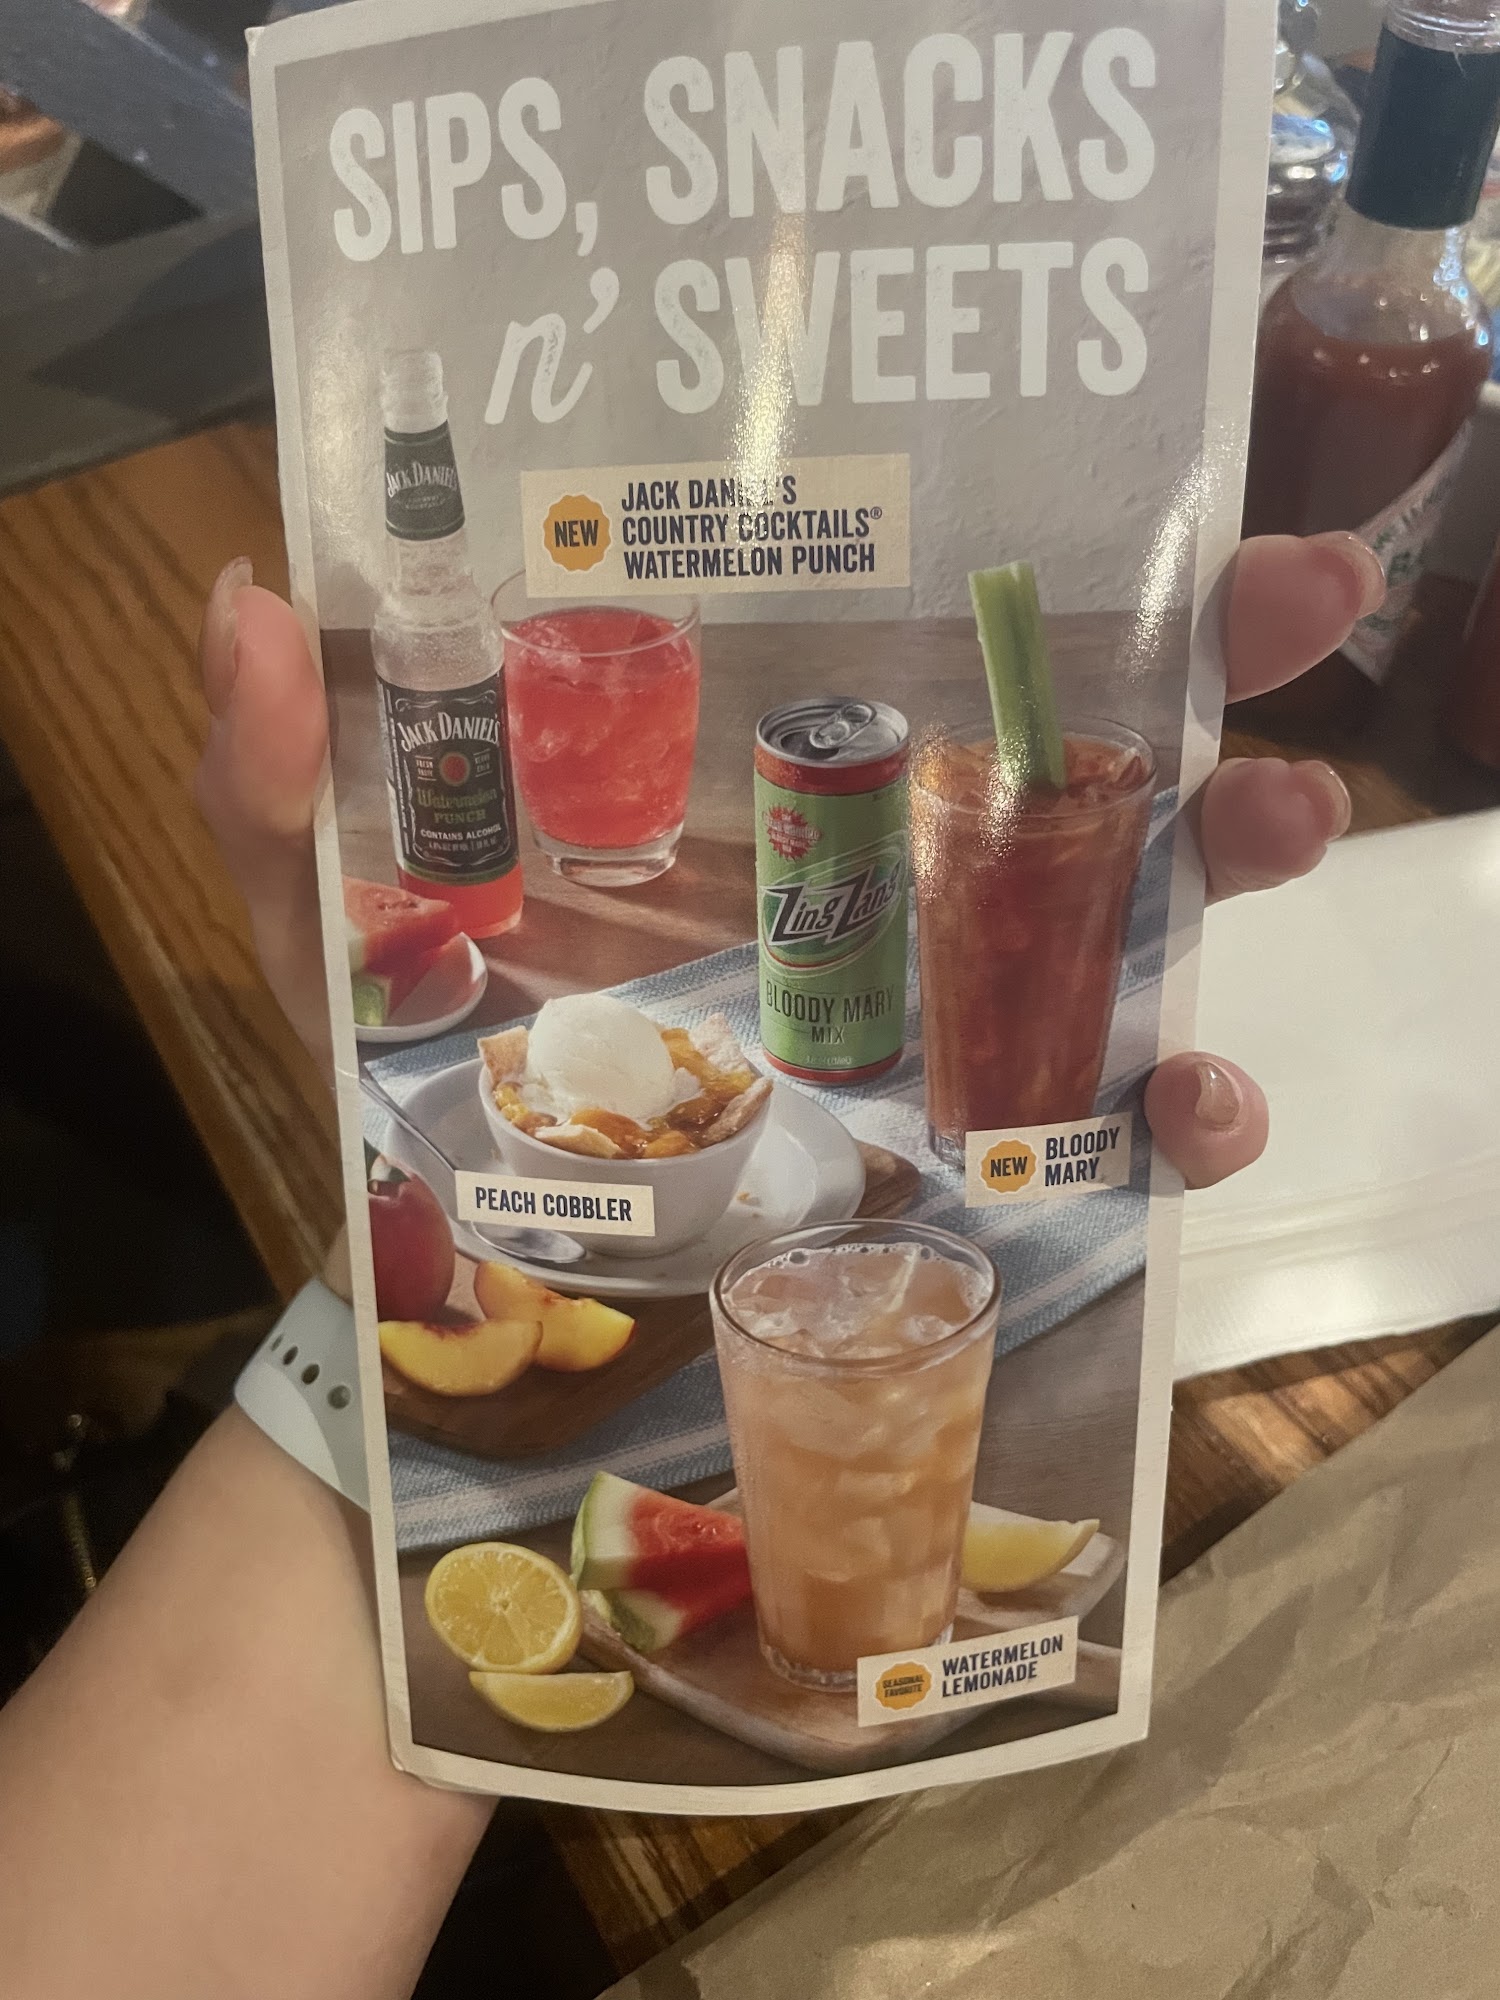 SIPS, SNACKS
n' SWEETS
NEW
JACK DANIEL'S
COUNTRY COCKTAILS®
WATERMELON PUNCH
JACK DANIEL'S
JACK DANIEL'S
Watermelon
PUNCH
CONTAINS ALCOHOL
Zing Zang
BLOODY MARY
MIX
NEW
BLOODY
MARY
PEACH COBBLER
SEASONAL
FAVORITE
WATERMELON
LEMONADE